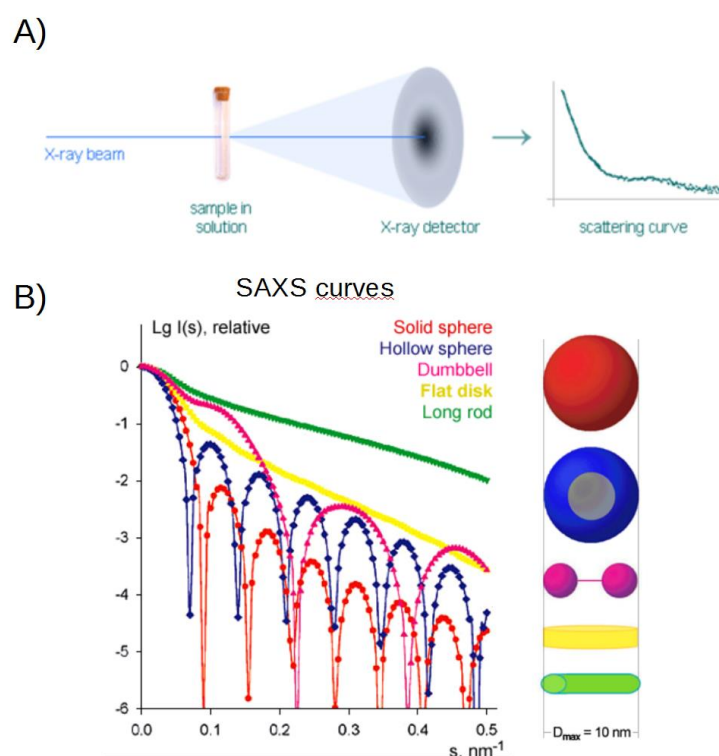 A)
X-ray beam
sample in
solution
X-ray detector
scattering curve
B)
SAXS curves
Lg I(s), relative
Solid sphere
Hollow sphere
Dumbbell
Flat disk
Long rod
0
-1
-2
-3
-4
-5
-6
0.0 0.1 0.2 0.3 0.4 0.5
s, nm⁻¹
Dmax = 10 nm